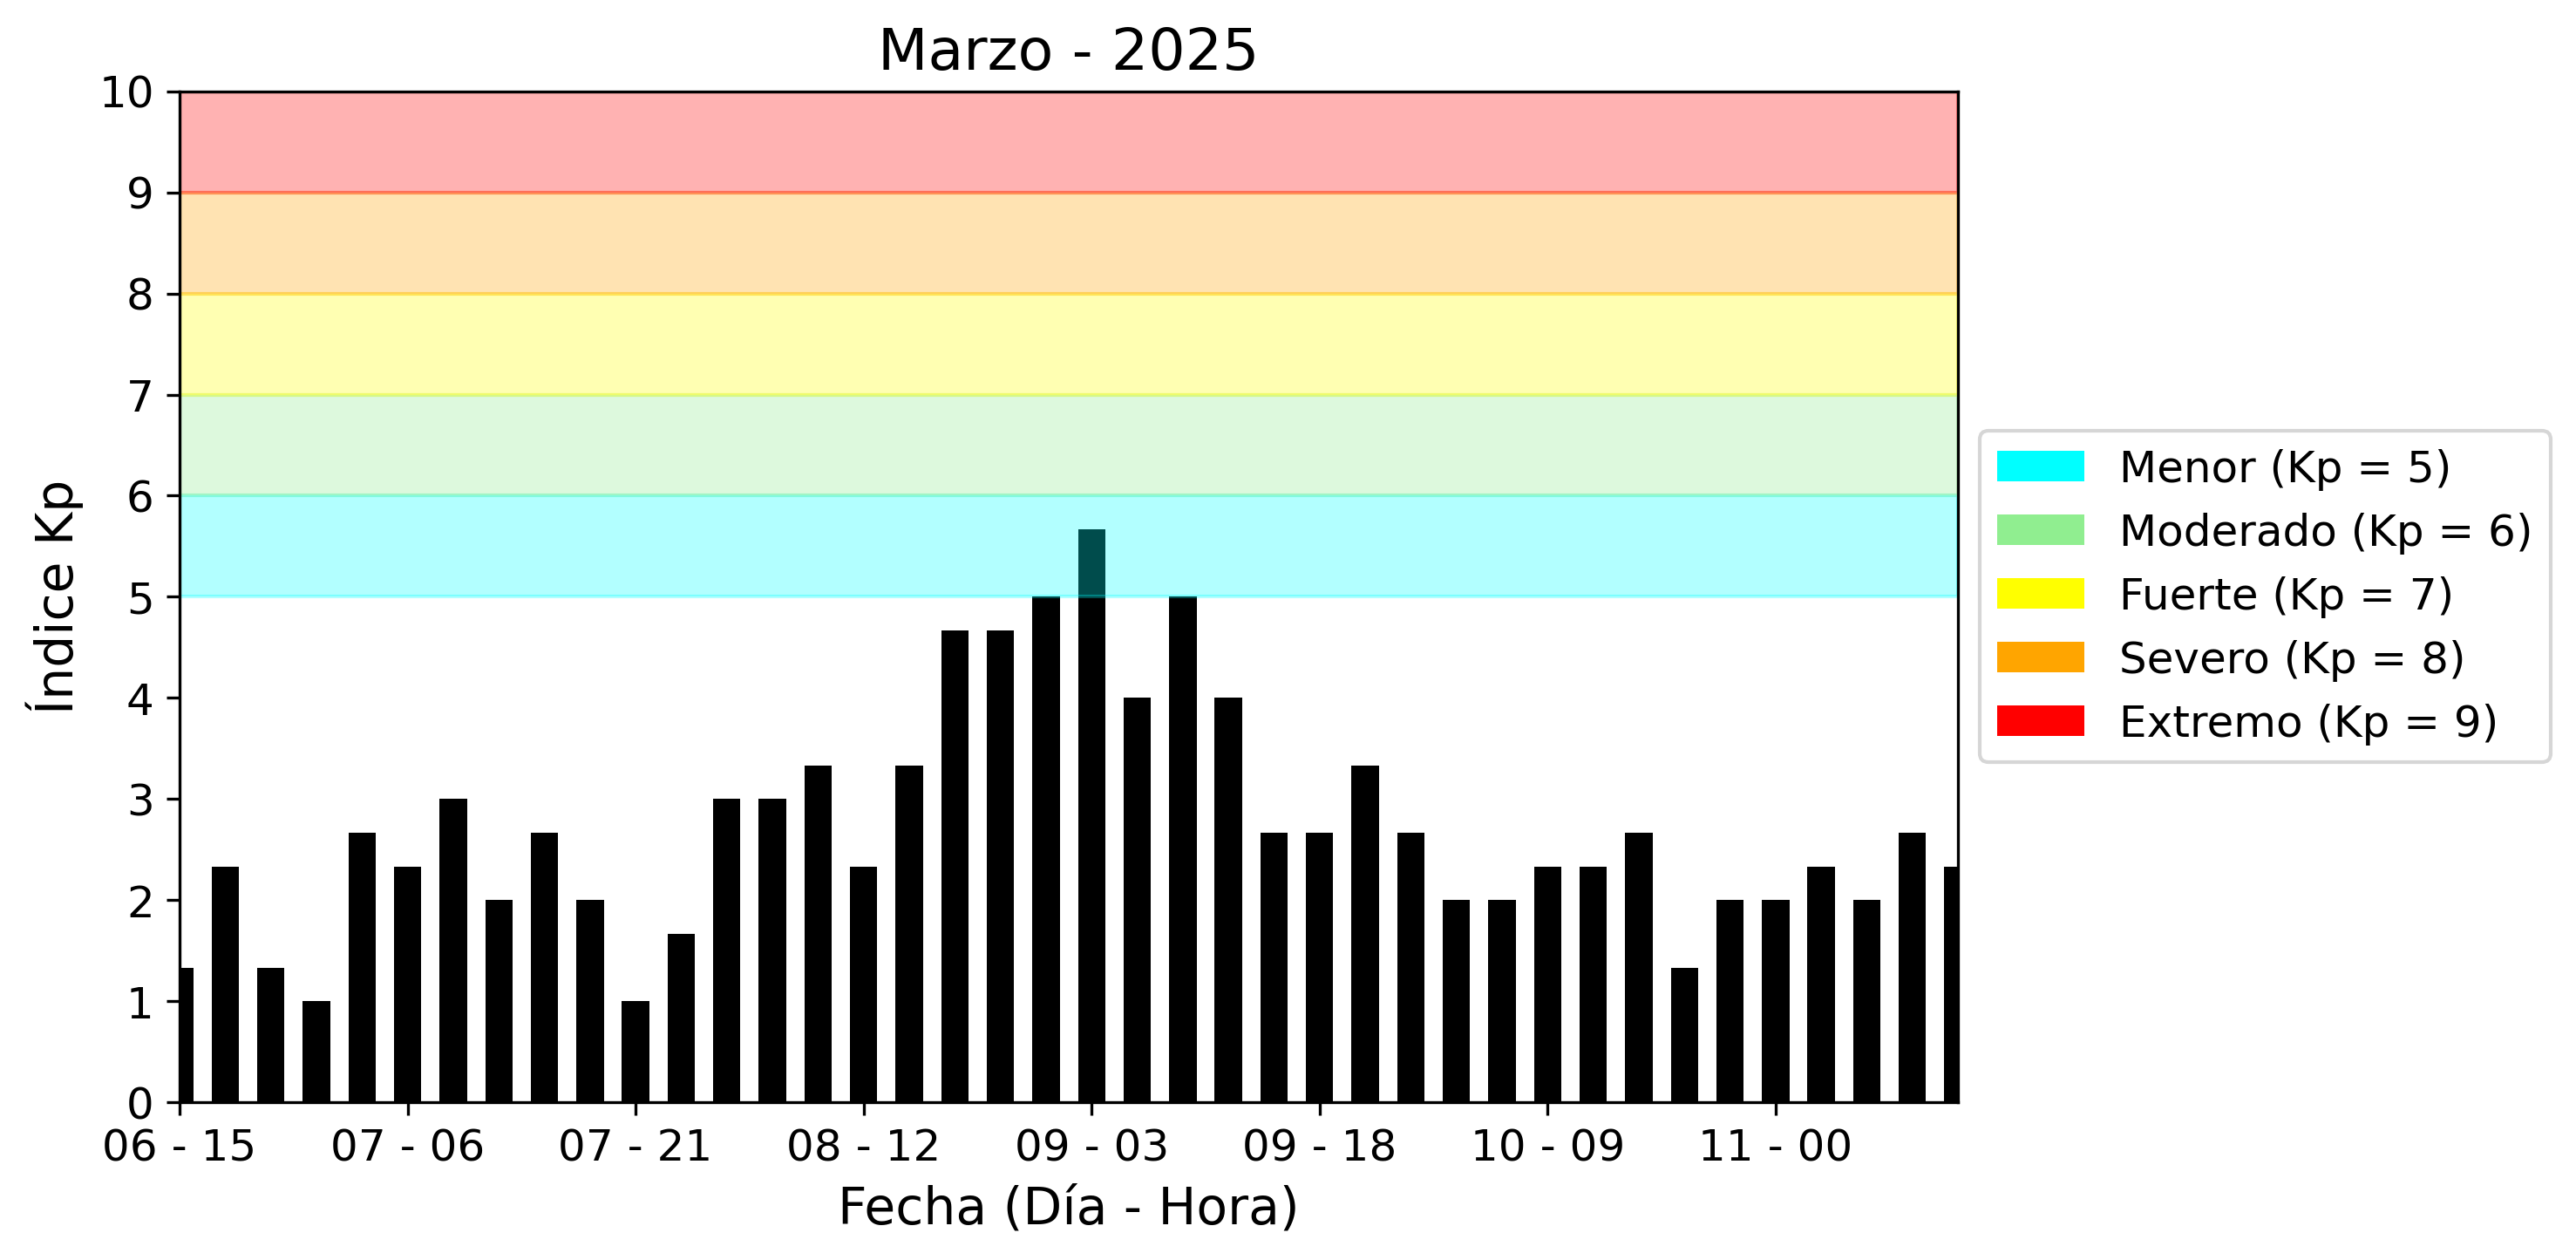 Marzo - 2025
Índice Kp
10
9
8
7
6
5
4
3
2
1
0
06 - 15 07 - 06 07 - 21 08 - 12 09 - 03 09 - 18 10 - 09 11 - 00
Fecha (Día - Hora)
Menor (Kp = 5)
Moderado (Kp = 6)
Fuerte (Kp = 7)
Severo (Kp = 8)
Extremo (Kp = 9)